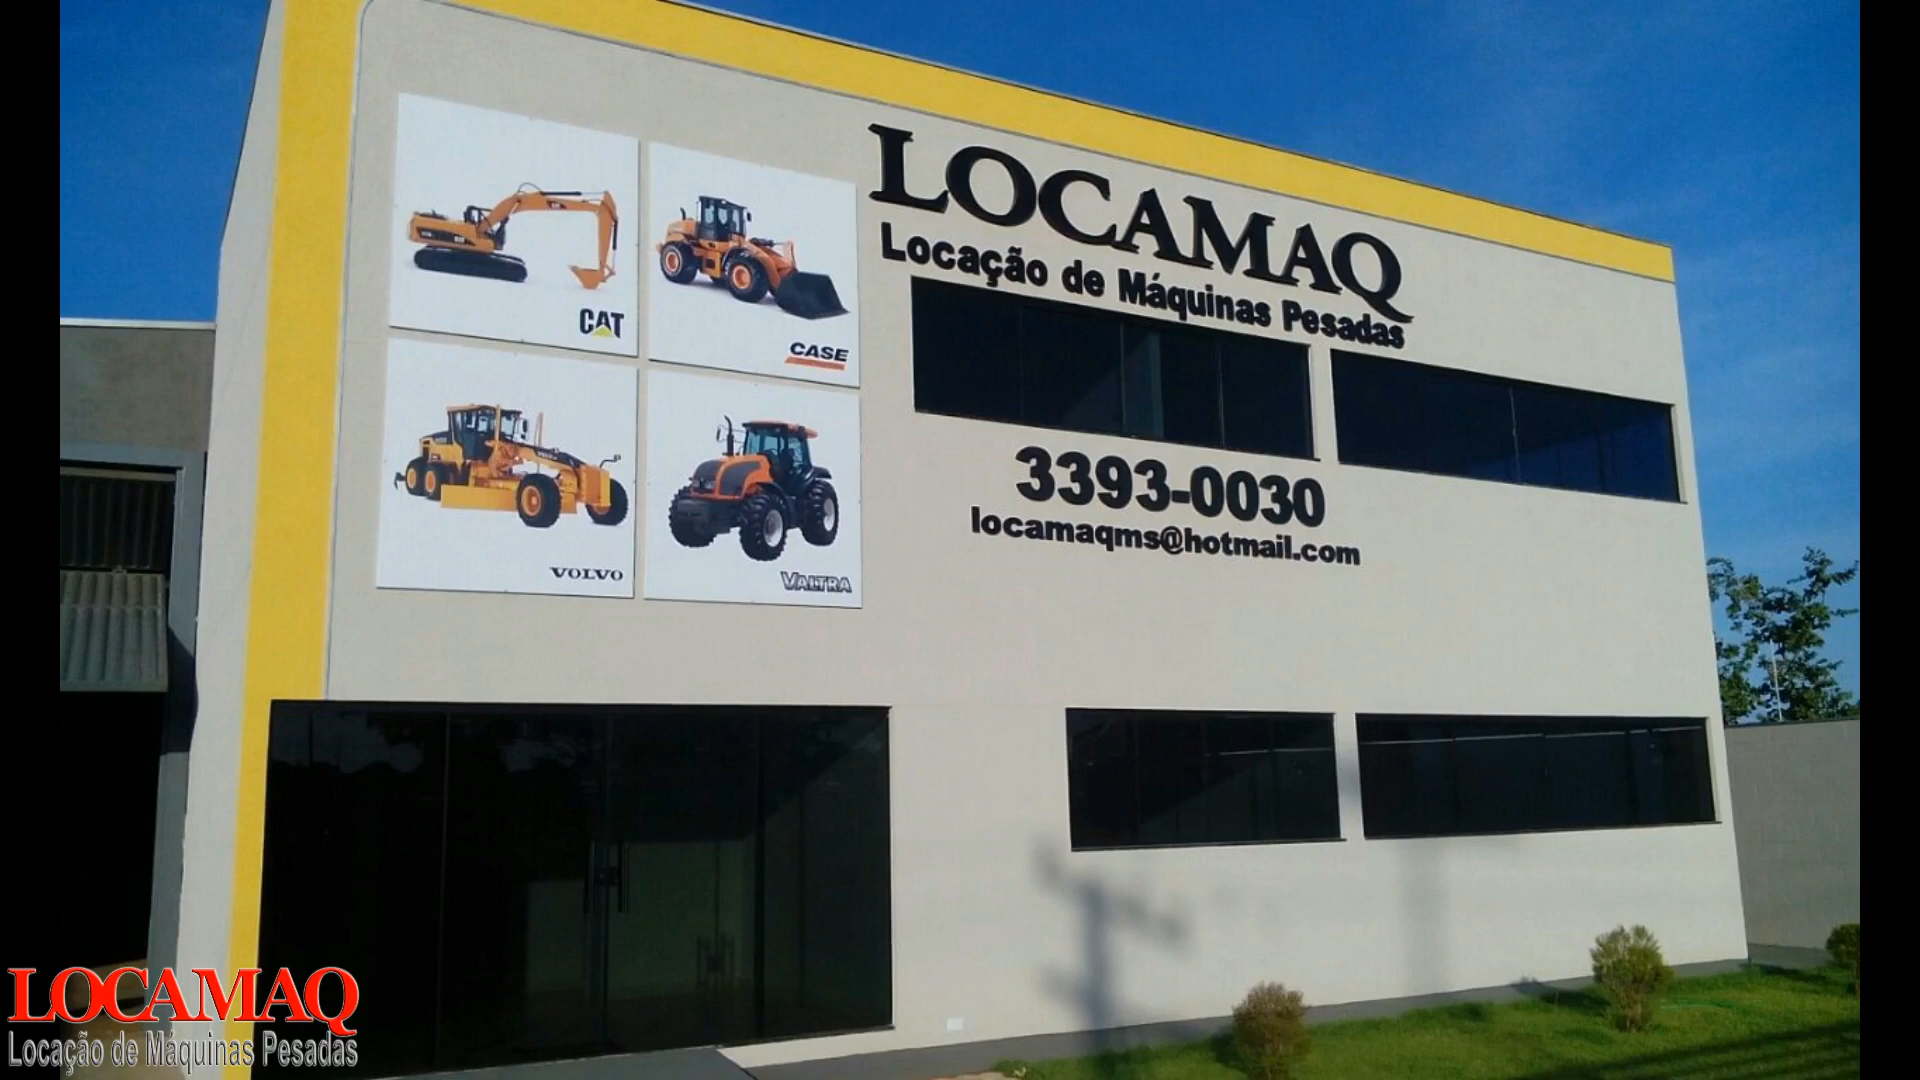 LOCAMAQ
Locação de Máquinas Pesadas
CAT
CASE
VOLVO
VALTRA
3393-0030
locamaqms@hotmail.com
LOCAMAQ
Locação de Máquinas Pesadas